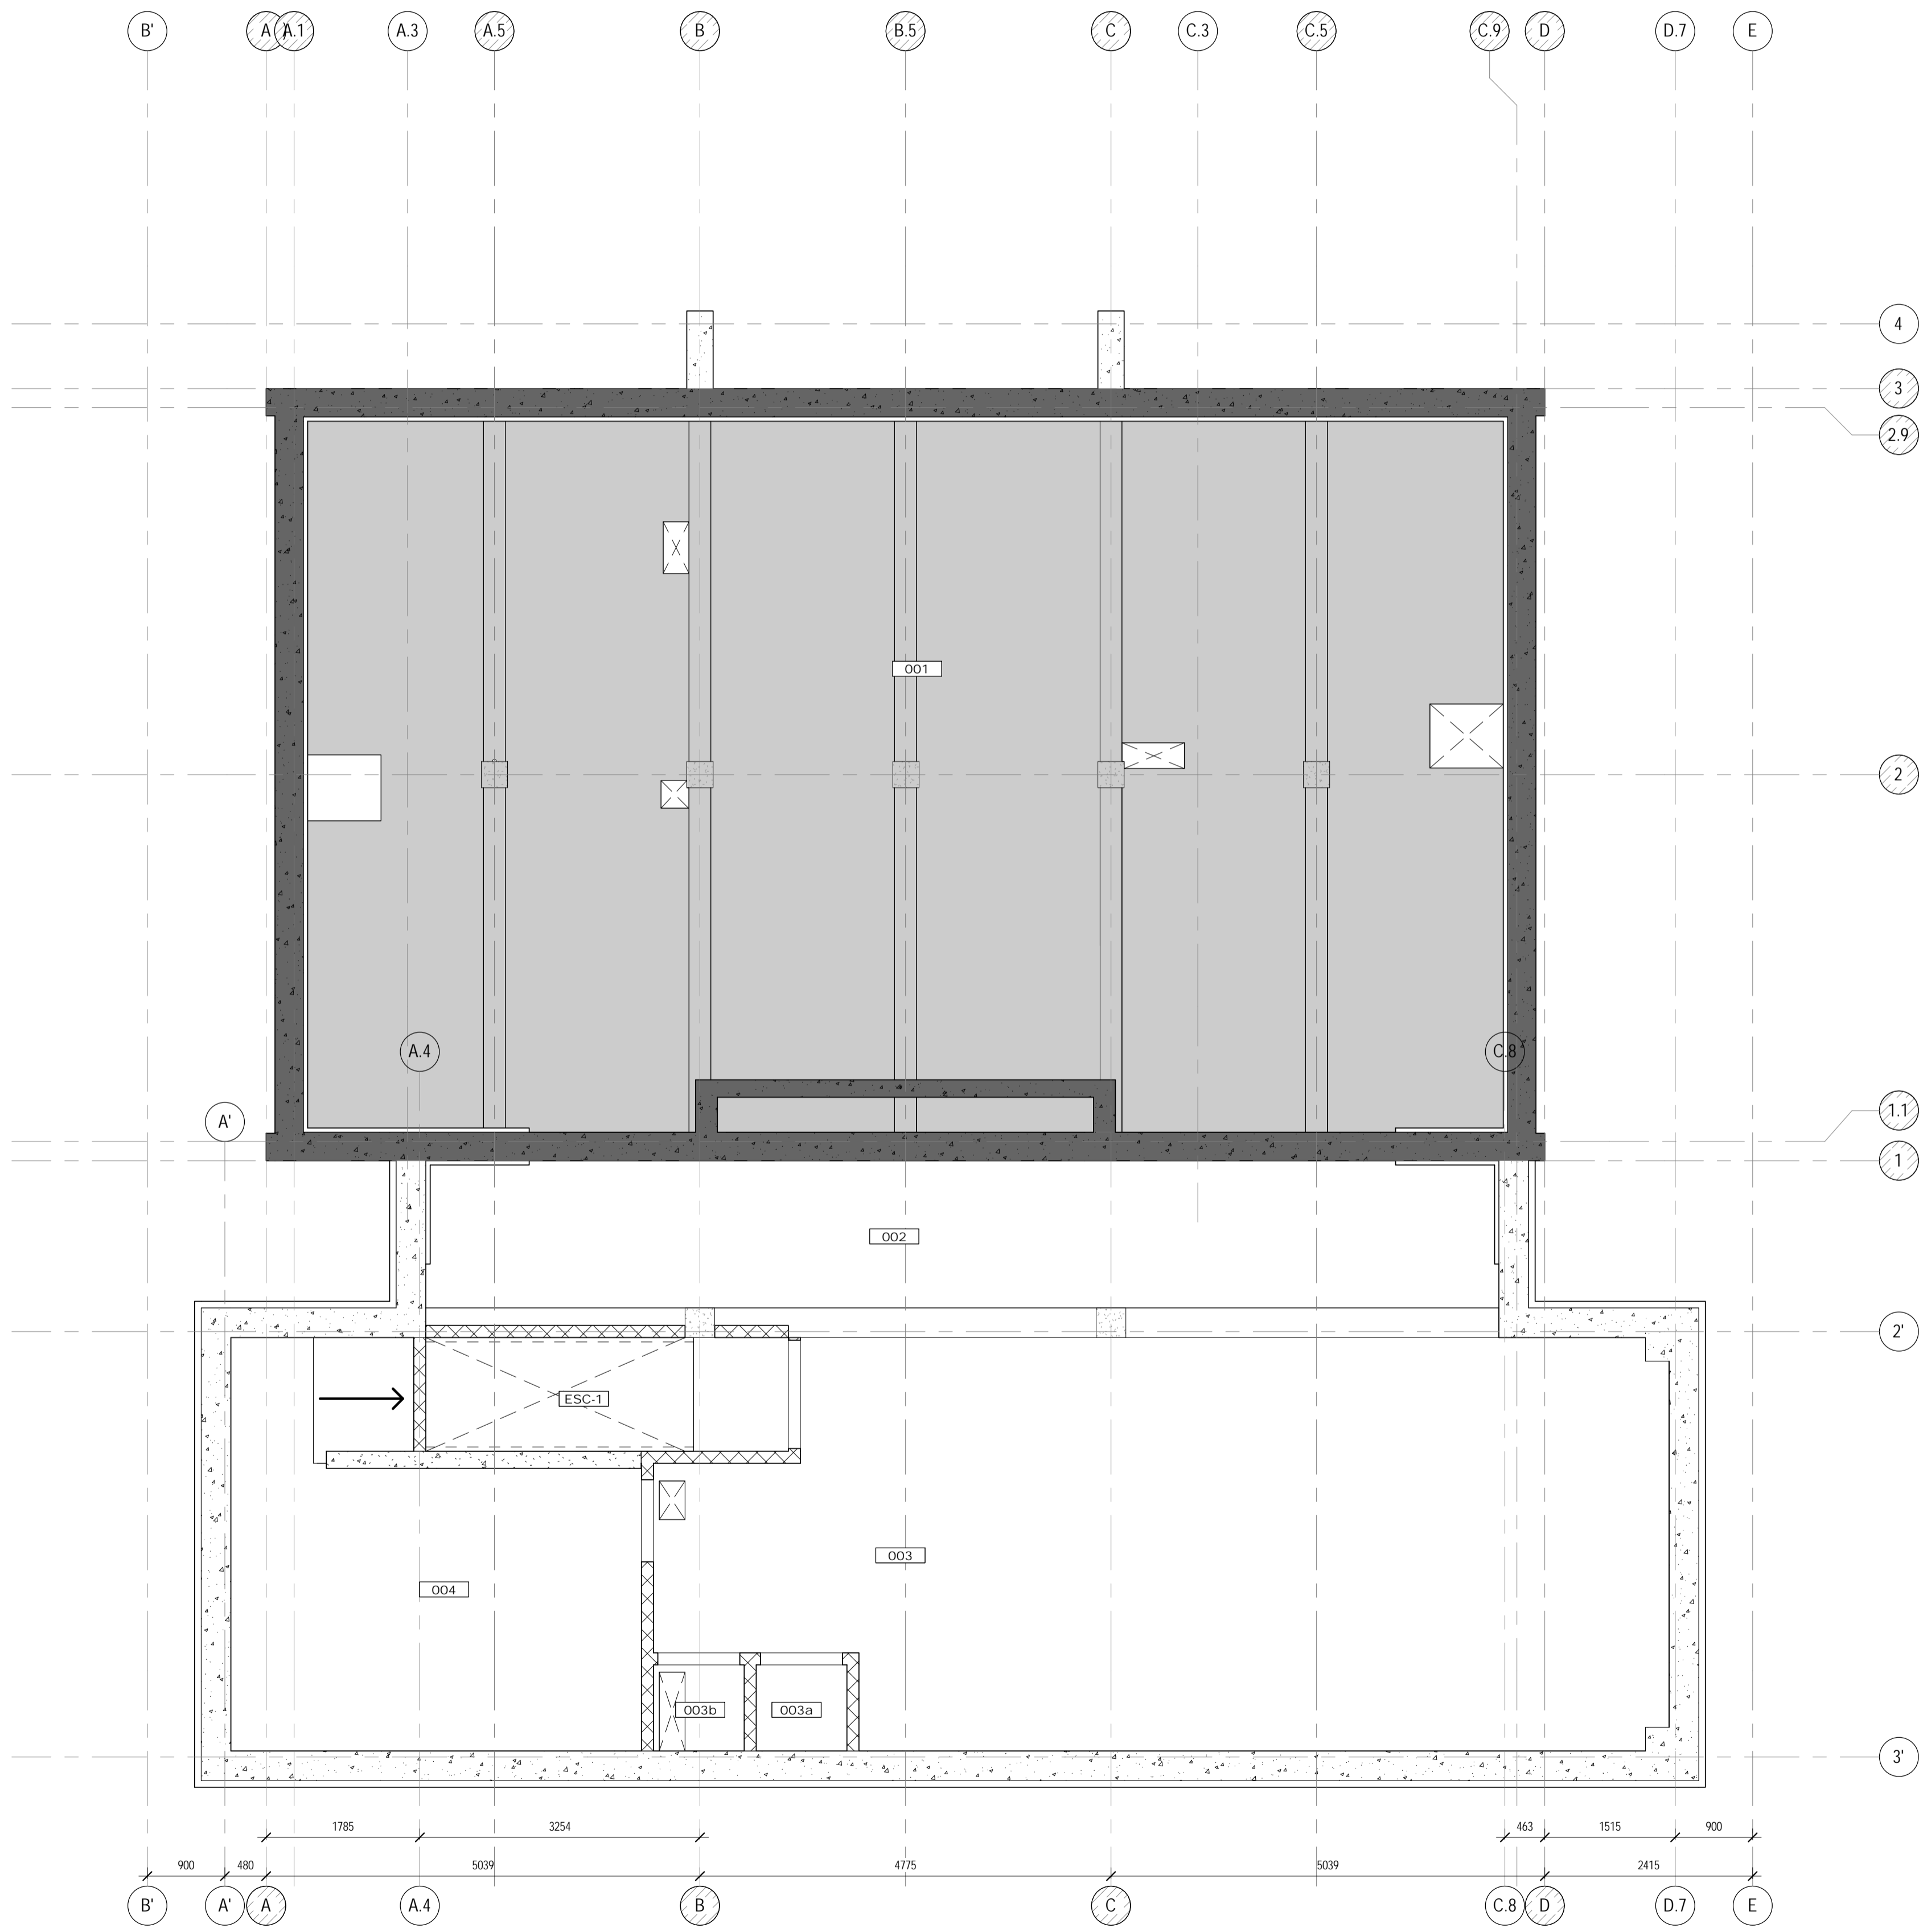 B' A A.1 A.3 A.5 B B.5 C C.3 C.5 C.9 D D.7 E
4
3
2.9
001
2
A.4 C.8
1.1
A'
1
002
2'
ESC-1
003
004
003b 003a
3'
1785 3254 463 1515 900
900 480 5039 4775 5039 2415
B' A' A A.4 B C C.8 D D.7 E